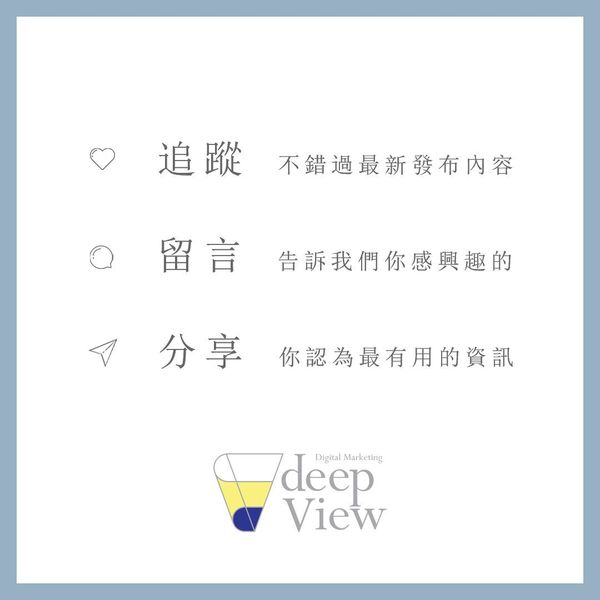 追蹤 不錯過最新發布內容
留言 告訴我們你感興趣的
分享 你認為最有用的資訊
Digital Marketing
deep
View